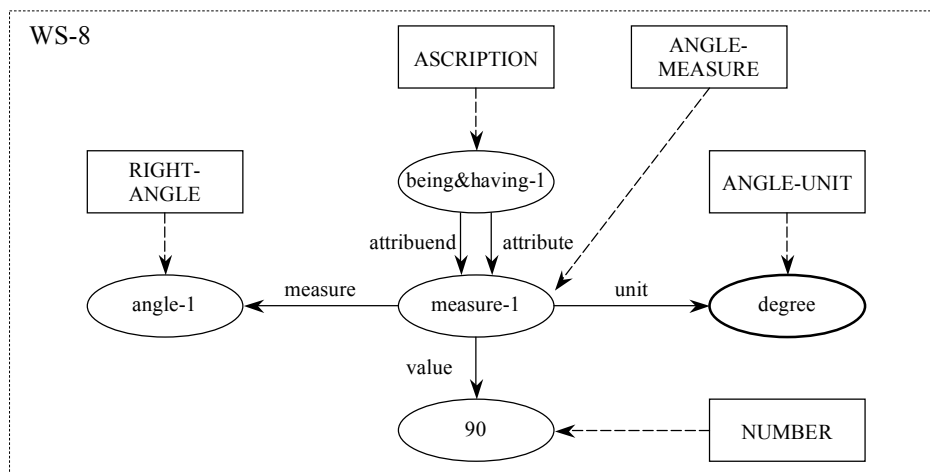 WS-8
ASCRIPTION
ANGLE-
MEASURE
RIGHT-
ANGLE
being&having-1
ANGLE-UNIT
attribuend
attribute
angle-1
measure
measure-1
unit
degree
value
90
NUMBER